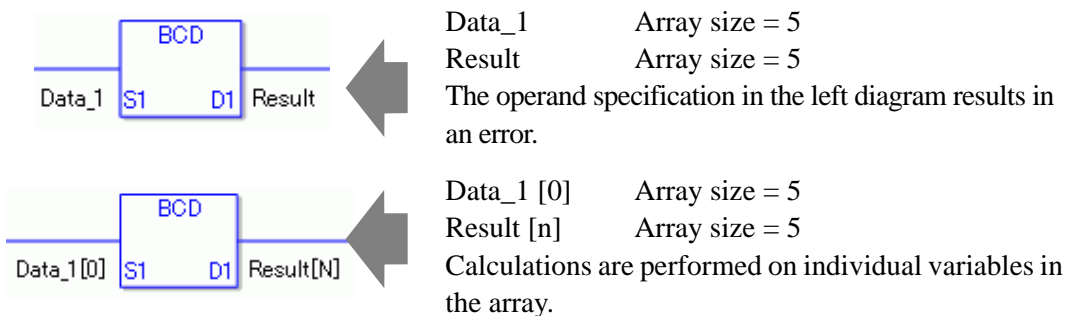 BCD
Data_1 S1 D1 Result
Data_1 Array size = 5
Result Array size = 5
The operand specification in the left diagram results in
an error.
BCD
Data_1[0] S1 D1 Result[N]
Data_1 [0] Array size = 5
Result [n] Array size = 5
Calculations are performed on individual variables in
the array.